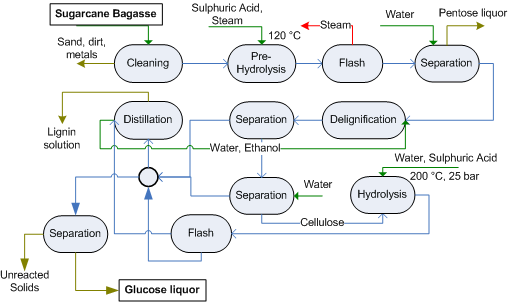 Sugarcane Bagasse
Sulphuric Acid,
Steam
Steam
Water
Pentose liquor
120 °C
Sand, dirt,
metals
Cleaning
Pre-
Hydrolysis
Flash
Separation
Distillation
Separation
Delignification
Lignin
solution
Water, Ethanol
Water, Sulphuric Acid
200 °C, 25 bar
Separation
Water
Hydrolysis
Cellulose
Separation
Flash
Unreacted
Solids
Glucose liquor